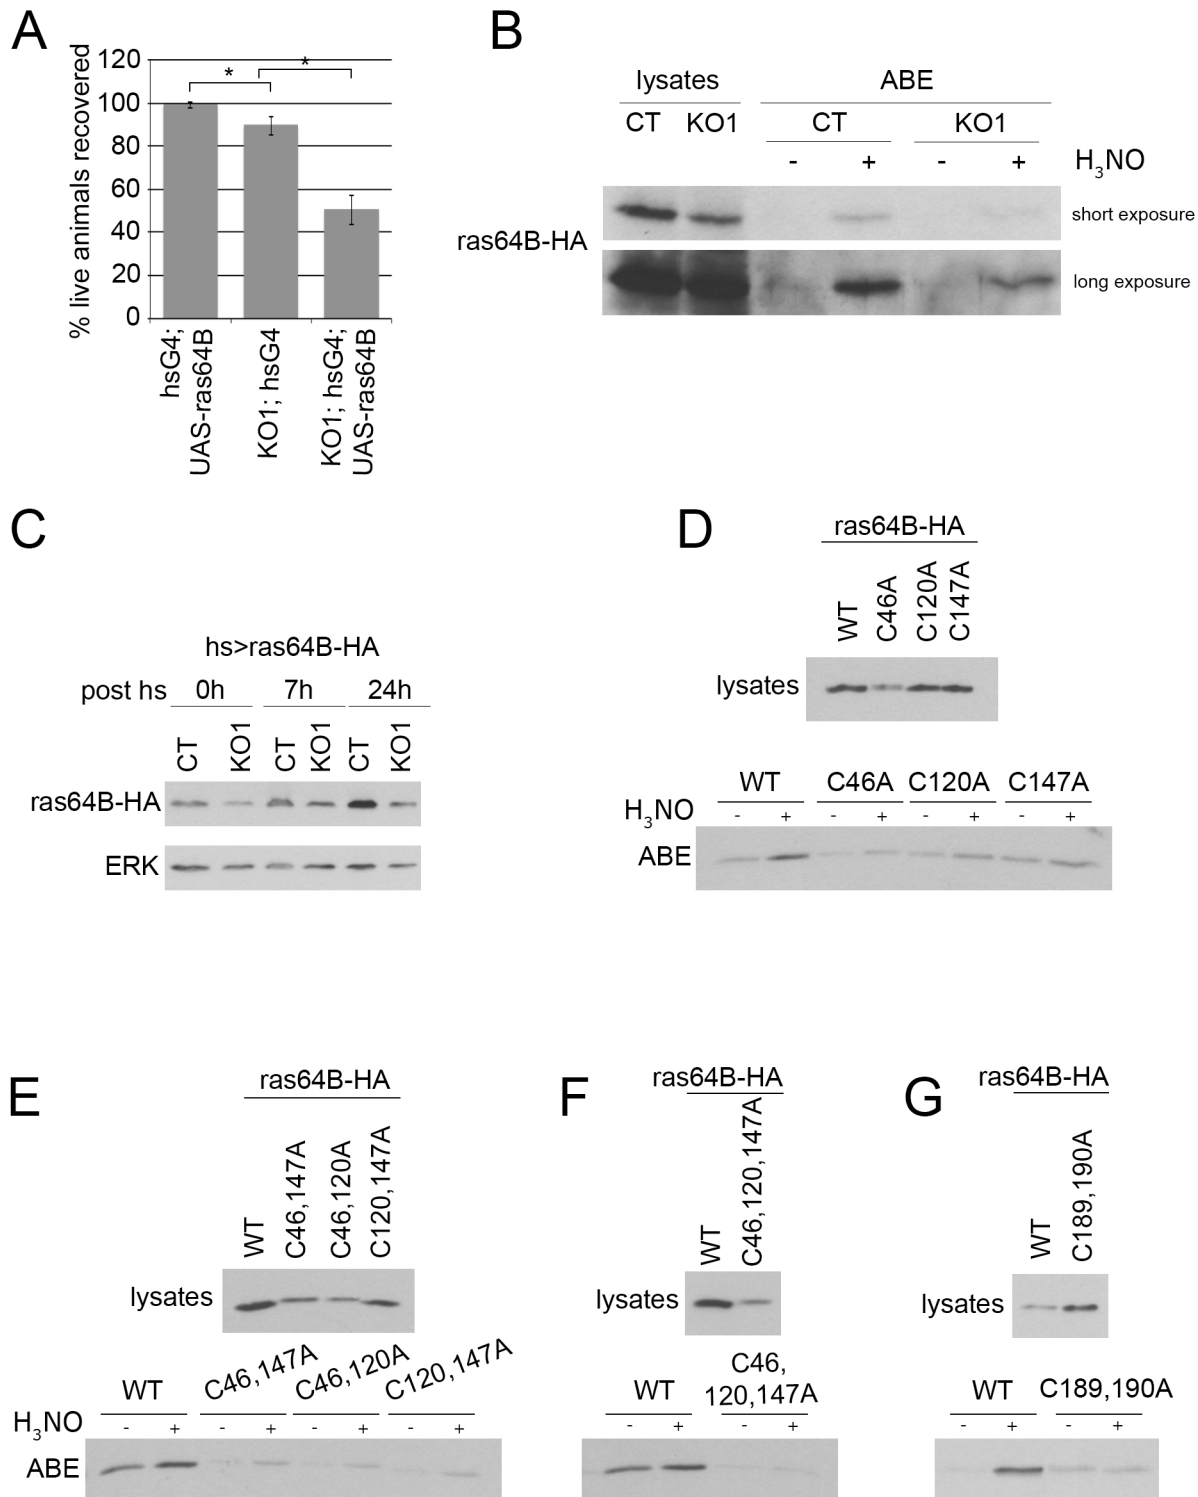 A
% live animals recovered
120
100
80
60
40
20
0
*
*
hsG4;
UAS-ras64B
KO1; hsG4
KO1; hsG4;
UAS-ras64B
B
lysates ABE
CT KO1 CT KO1
- + - + H3NO
short exposure
ras64B-HA
long exposure
C
hs>ras64B-HA
post hs 0h 7h 24h
CT KO1 CT KO1 CT KO1
ras64B-HA
ERK
D
ras64B-HA
WT C46A C120A C147A
lysates
WT C46A C120A C147A
H3NO - + - + - + - +
ABE
E
ras64B-HA
WT C46,147A C46,120A C120,147A
lysates
WT C46,147A C46,120A C120,147A
H3NO - + - + - + - +
ABE
F
ras64B-HA
WT C46,120,147A
lysates
WT C46,
120,147A
- + - +
G
ras64B-HA
WT C189,190A
lysates
WT C189,190A
- + - +